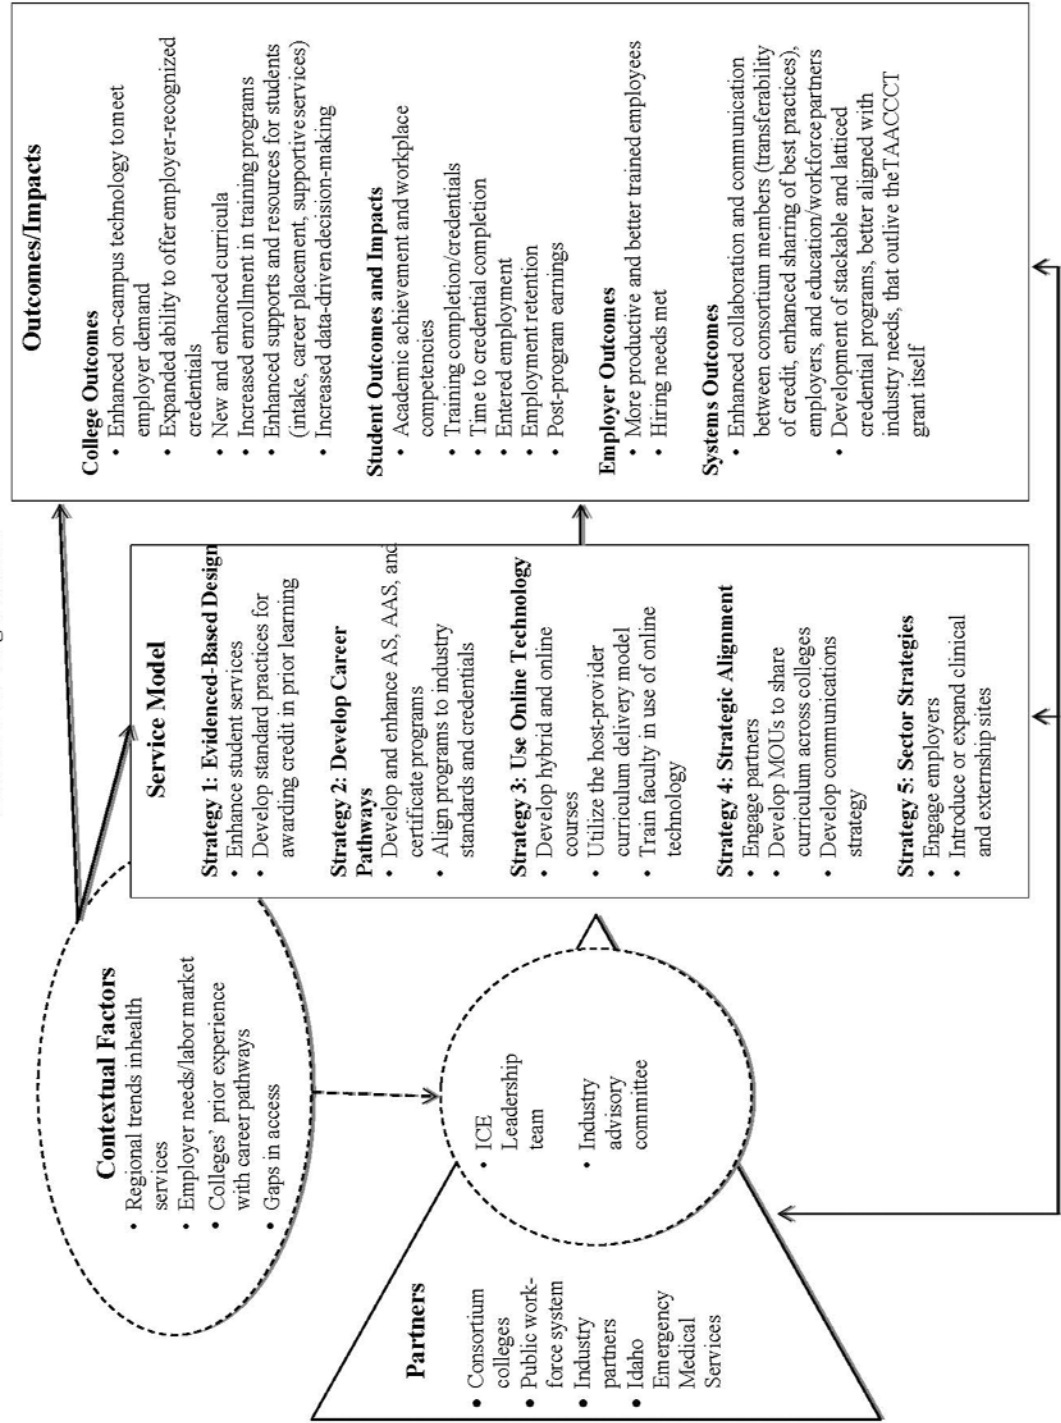 Contextual Factors
• Regional trends inhealth
services
• Employer needs/labor market
• Colleges' prior experience
with career pathways
• Gaps in access
Partners
• Consortium
colleges
• Public work-
force system
• Industry
partners
• Idaho
Emergency
Medical
Services
• ICE
Leadership
team
• Industry
advisory
committee
Service Model
Strategy 1: Evidenced-Based Design
• Enhance student services
• Develop standard practices for
awarding credit in prior learning
Strategy 2: Develop Career
Pathways
• Develop and enhance AS, AAS, and
certificate programs
• Align programs to industry
standards and credentials
Strategy 3: Use Online Technology
• Develop hybrid and online
courses
• Utilize the host-provider
curriculum delivery model
• Train faculty in use of online
technology
Strategy 4: Strategic Alignment
• Engage partners
• Develop MOUs to share
curriculum across colleges
• Develop communications
strategy
Strategy 5: Sector Strategies
• Engage employers
• Introduce or expand clinical
and externship sites
Outcomes/Impacts
College Outcomes
• Enhanced on-campus technology to meet
employer demand
• Expanded ability to offer employer-recognized
credentials
• New and enhanced curricula
• Increased enrollment in training programs
• Enhanced supports and resources for students
(intake, career placement, supportive services)
• Increased data-driven decision-making
Student Outcomes and Impacts
• Academic achievement and workplace
competencies
• Training completion/credentials
• Time to credential completion
• Entered employment
• Employment retention
• Post-program earnings
Employer Outcomes
• More productive and better trained employees
• Hiring needs met
Systems Outcomes
• Enhanced collaboration and communication
between consortium members (transferability
of credit, enhanced sharing of best practices),
employers, and education/workforce partners
• Development of stackable and latticed
credential programs, better aligned with
industry needs, that outlive the TAACCCT
grant itself